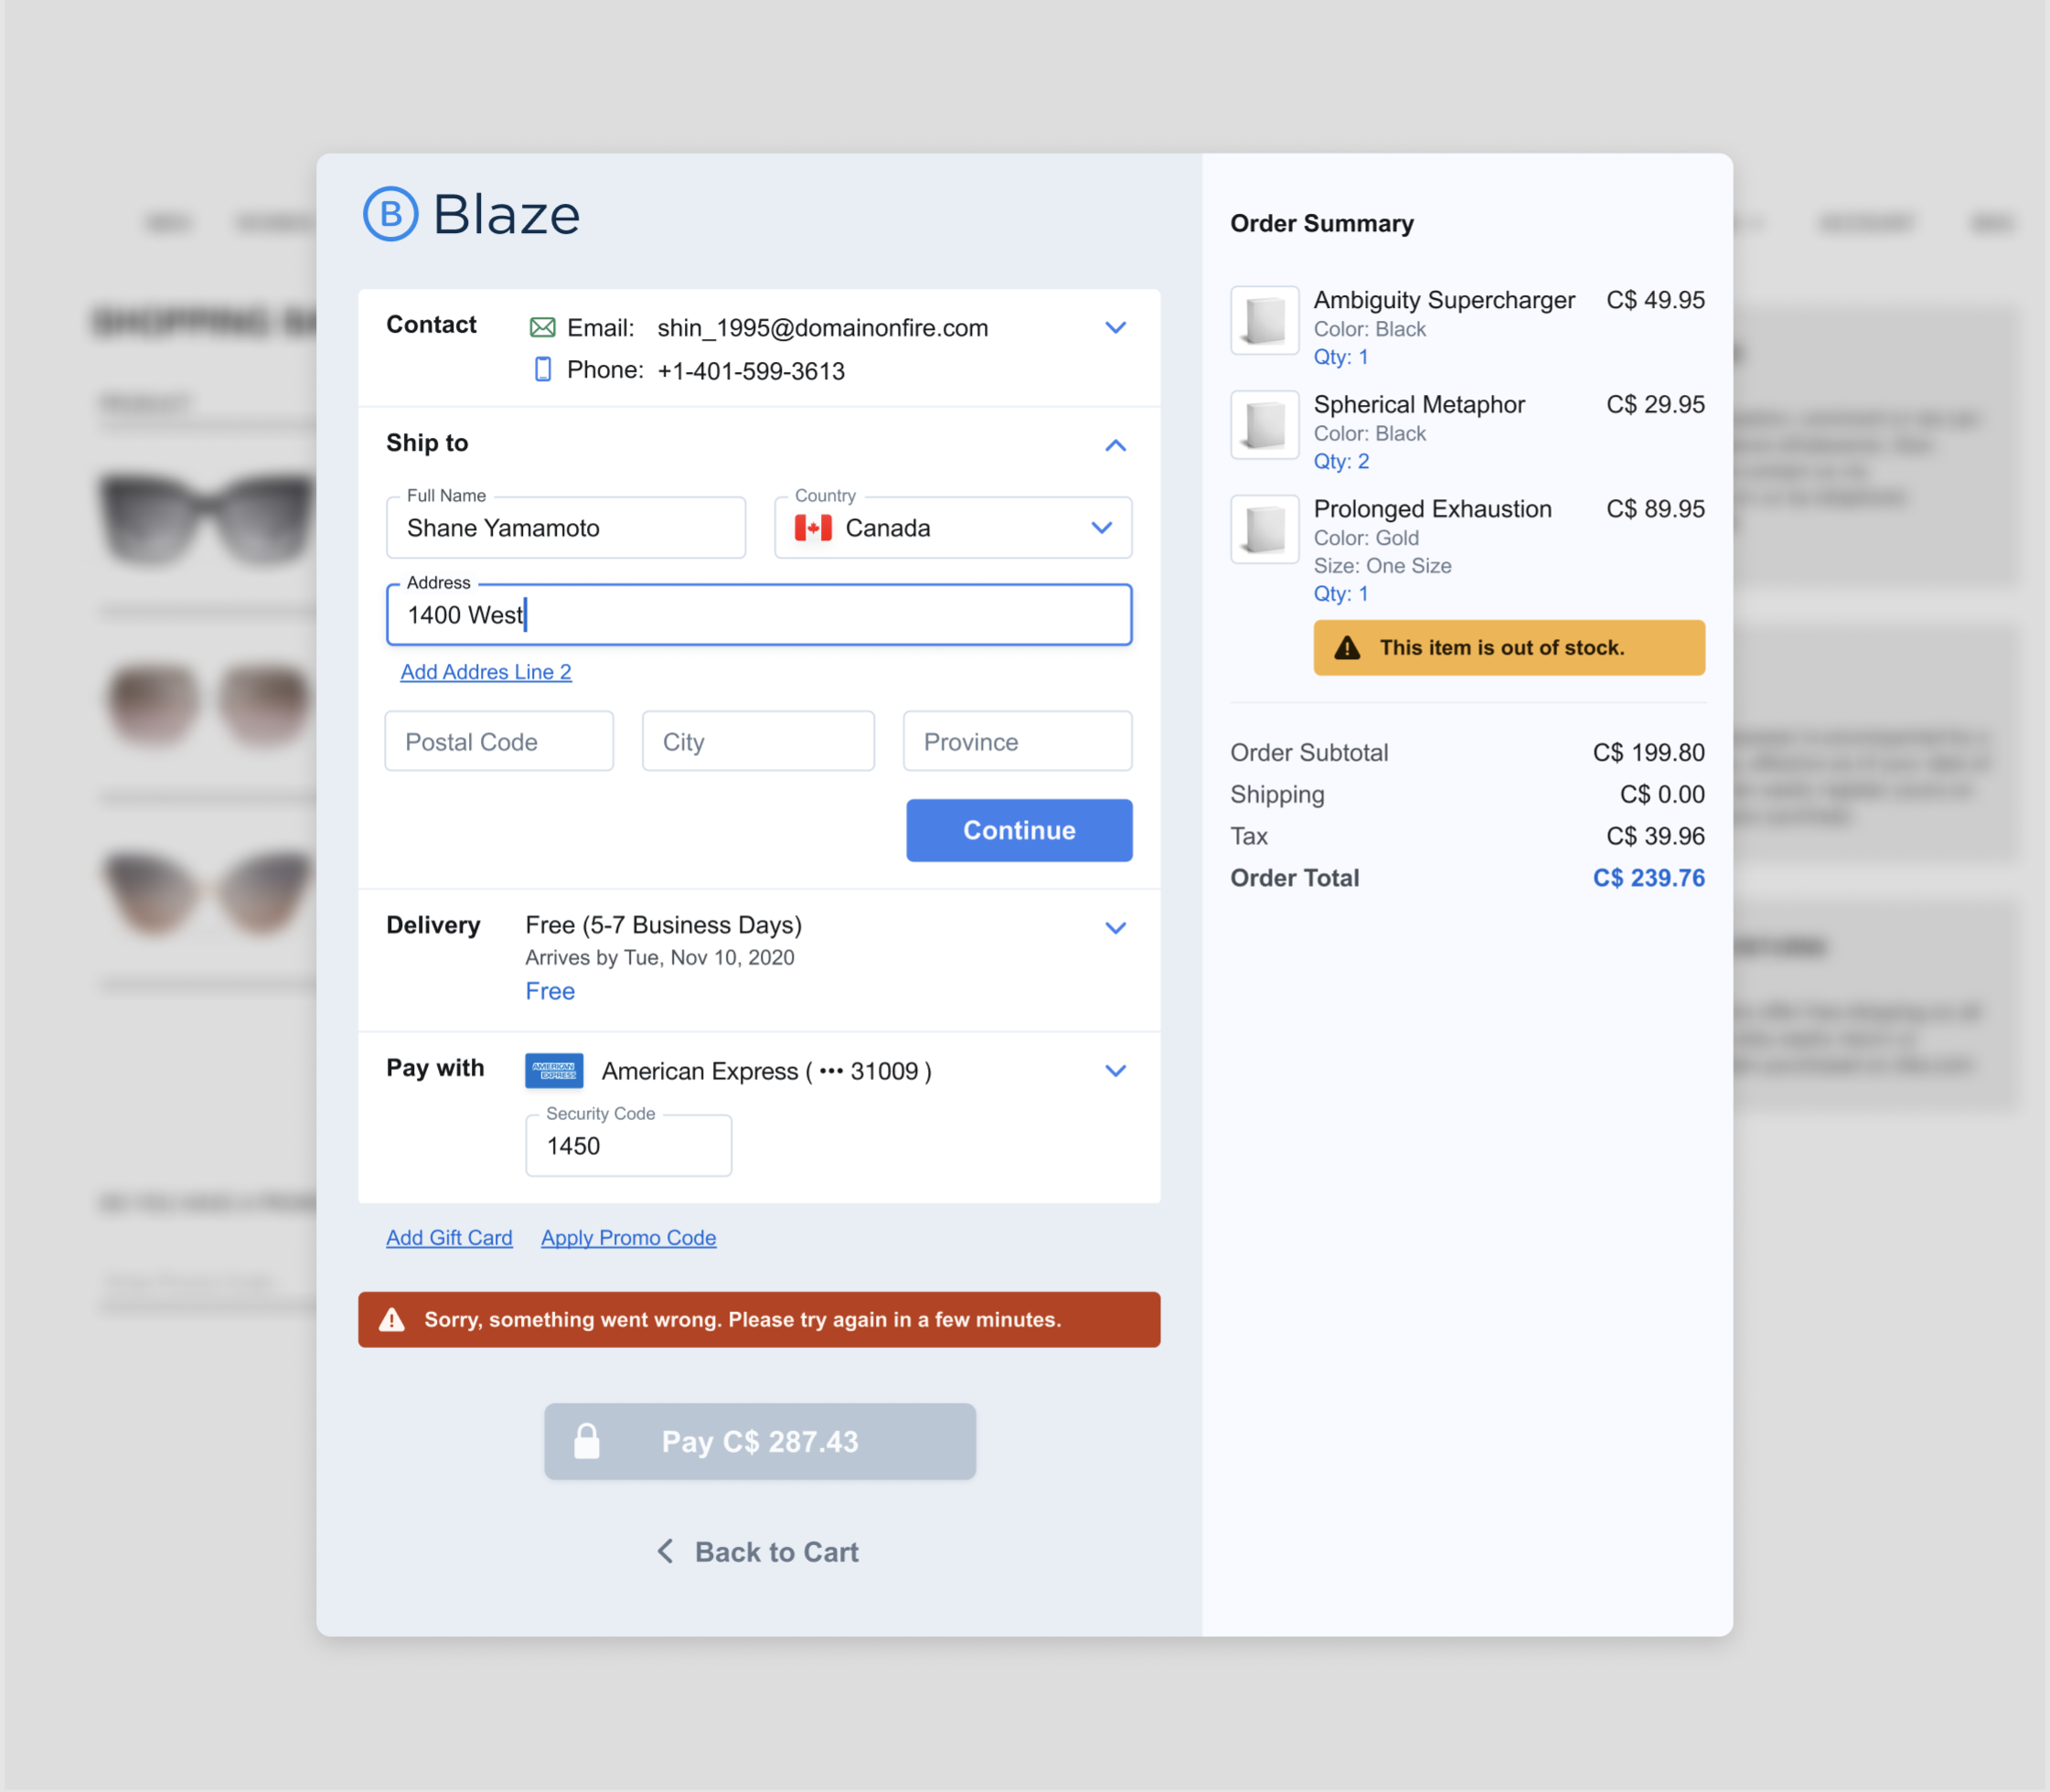 B Blaze
Contact
Email: shin_1995@domainonfire.com
Phone: +1-401-599-3613
Ship to
Full Name
Shane Yamamoto
Country
Canada
Address
1400 West
Add Addres Line 2
Postal Code
City
Province
Continue
Delivery
Free (5-7 Business Days)
Arrives by Tue, Nov 10, 2020
Free
Pay with
AMERICAN EXPRESS
American Express ( ••• 31009 )
Security Code
1450
Add Gift Card
Apply Promo Code
Sorry, something went wrong. Please try again in a few minutes.
Pay C$ 287.43
Back to Cart
Order Summary
Ambiguity Supercharger C$ 49.95
Color: Black
Qty: 1
Spherical Metaphor C$ 29.95
Color: Black
Qty: 2
Prolonged Exhaustion C$ 89.95
Color: Gold
Size: One Size
Qty: 1
This item is out of stock.
Order Subtotal C$ 199.80
Shipping C$ 0.00
Tax C$ 39.96
Order Total C$ 239.76
SHOPPING
PRODUCT
ACCOUNT